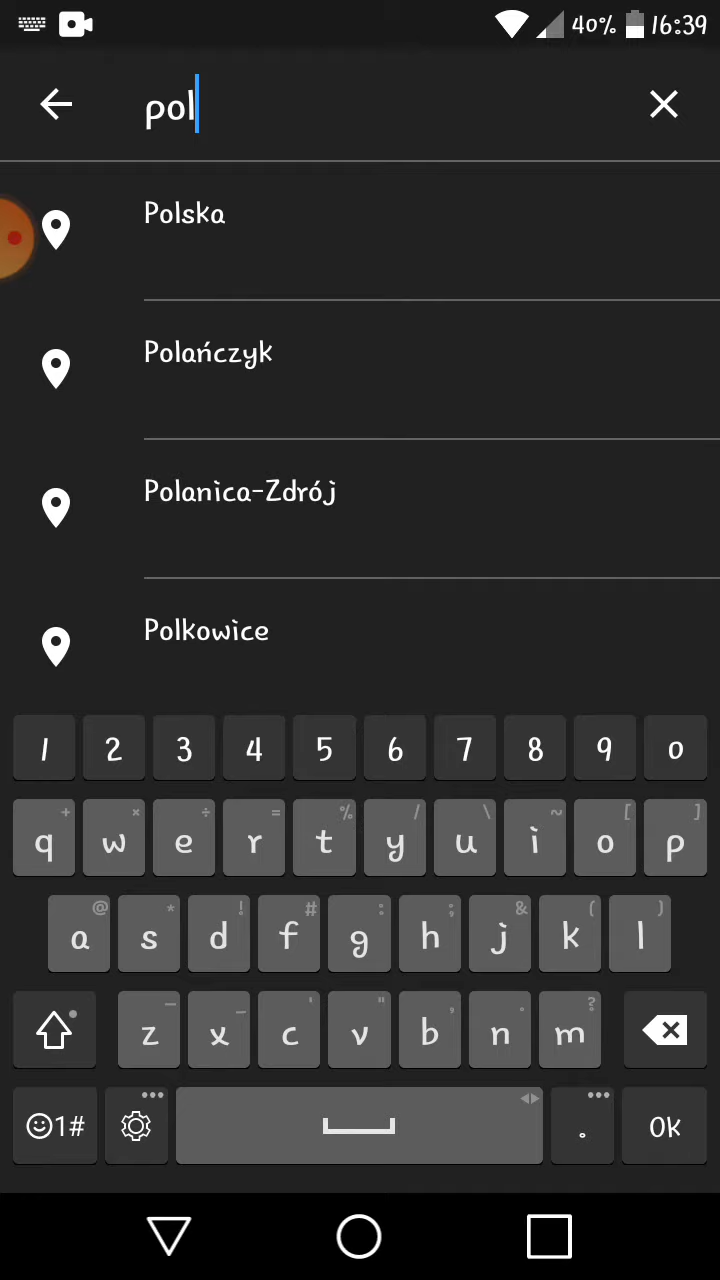 40% 16:39
pol
Polska
Polańczyk
Polanica-Zdrój
Polkowice
1 2 3 4 5 6 7 8 9 0
+ × ÷ = % / \ ~ [ ]
q w e r t y u i o p
@ * ! # : ; & ( )
a s d f g h j k l
– _ ' " , . ?
z x c v b n m
1# . Ok